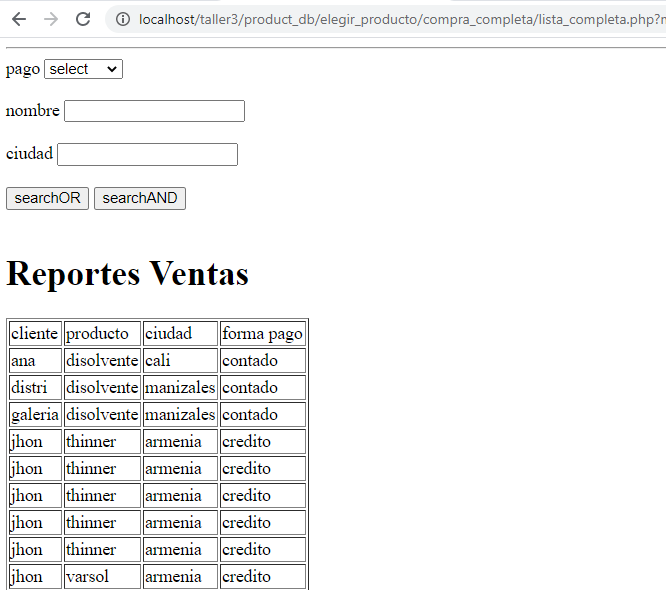 localhost/taller3/product_db/elegir_producto/compra_completa/lista_completa.php?
pago select
nombre
ciudad
searchOR searchAND
Reportes Ventas
cliente producto ciudad forma pago
ana disolvente cali contado
distri disolvente manizales contado
galeria disolvente manizales contado
jhon thinner armenia credito
jhon thinner armenia credito
jhon thinner armenia credito
jhon thinner armenia credito
jhon thinner armenia credito
jhon varsol armenia credito